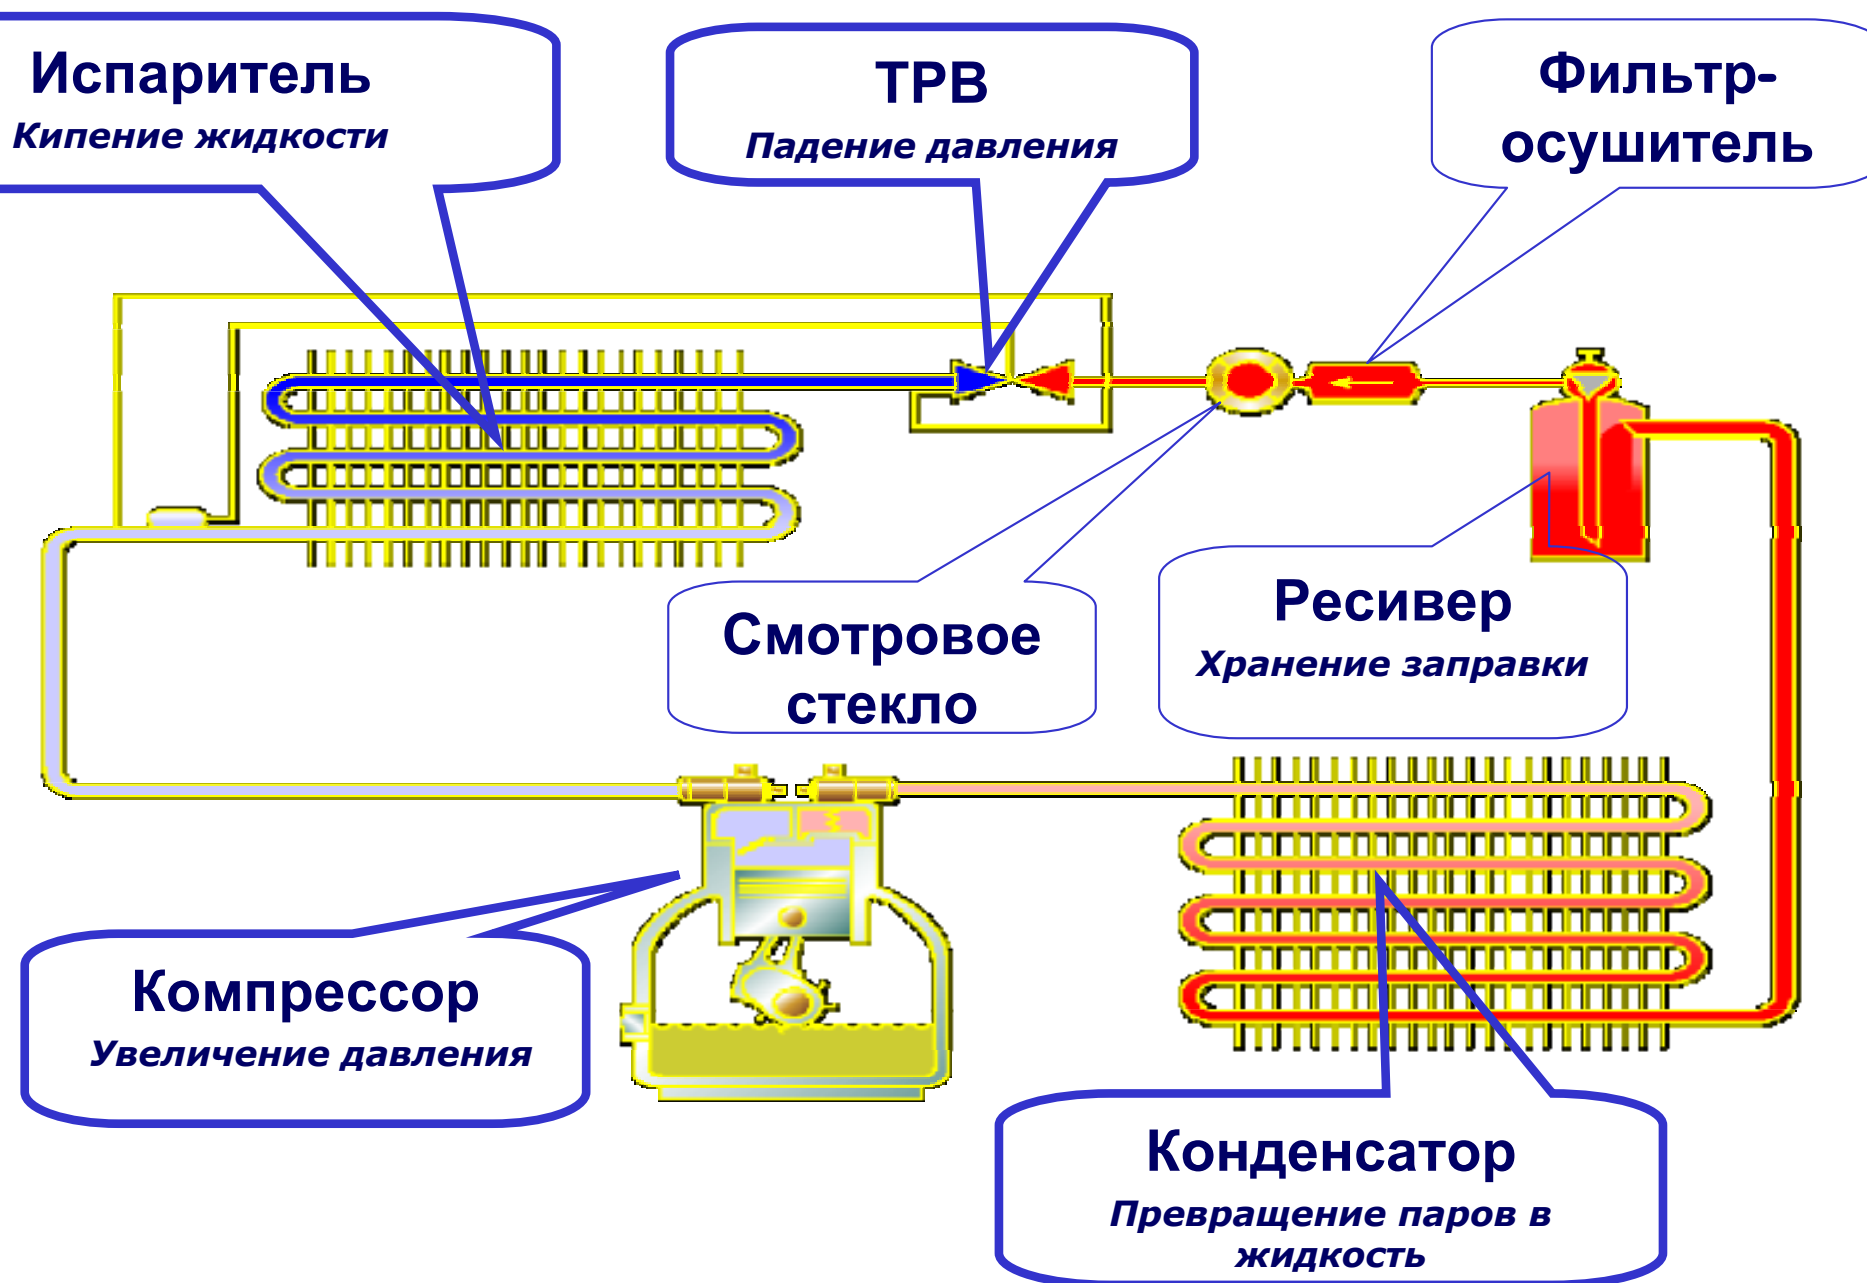 Испаритель
Кипение жидкости
ТРВ
Падение давления
Фильтр-
осушитель
Смотровое
стекло
Ресивер
Хранение заправки
Компрессор
Увеличение давления
Конденсатор
Превращение паров в
жидкость